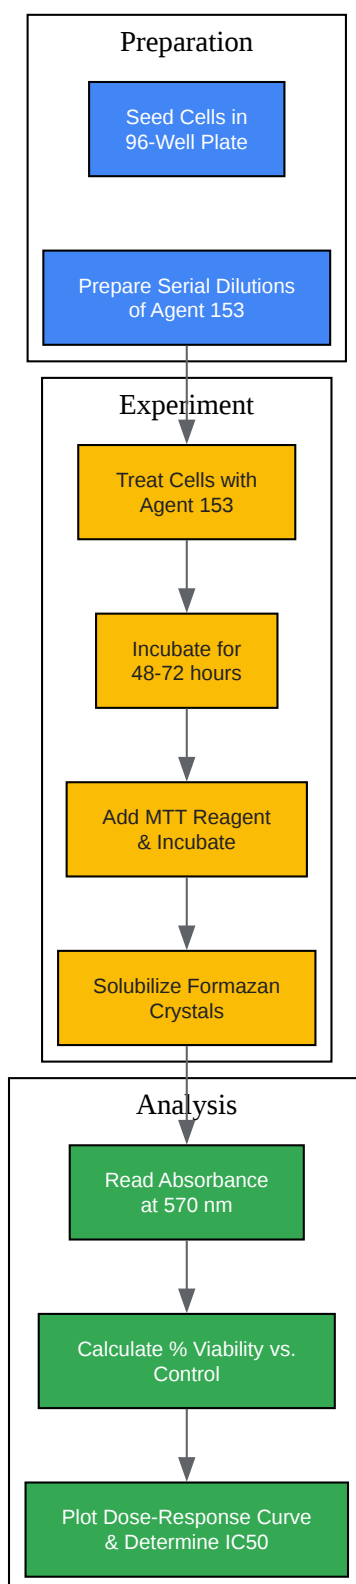 Preparation
Seed Cells in
96-Well Plate
Prepare Serial Dilutions
of Agent 153
Experiment
Treat Cells with
Agent 153
Incubate for
48-72 hours
Add MTT Reagent
& Incubate
Solubilize Formazan
Crystals
Analysis
Read Absorbance
at 570 nm
Calculate % Viability vs.
Control
Plot Dose-Response Curve
& Determine IC50